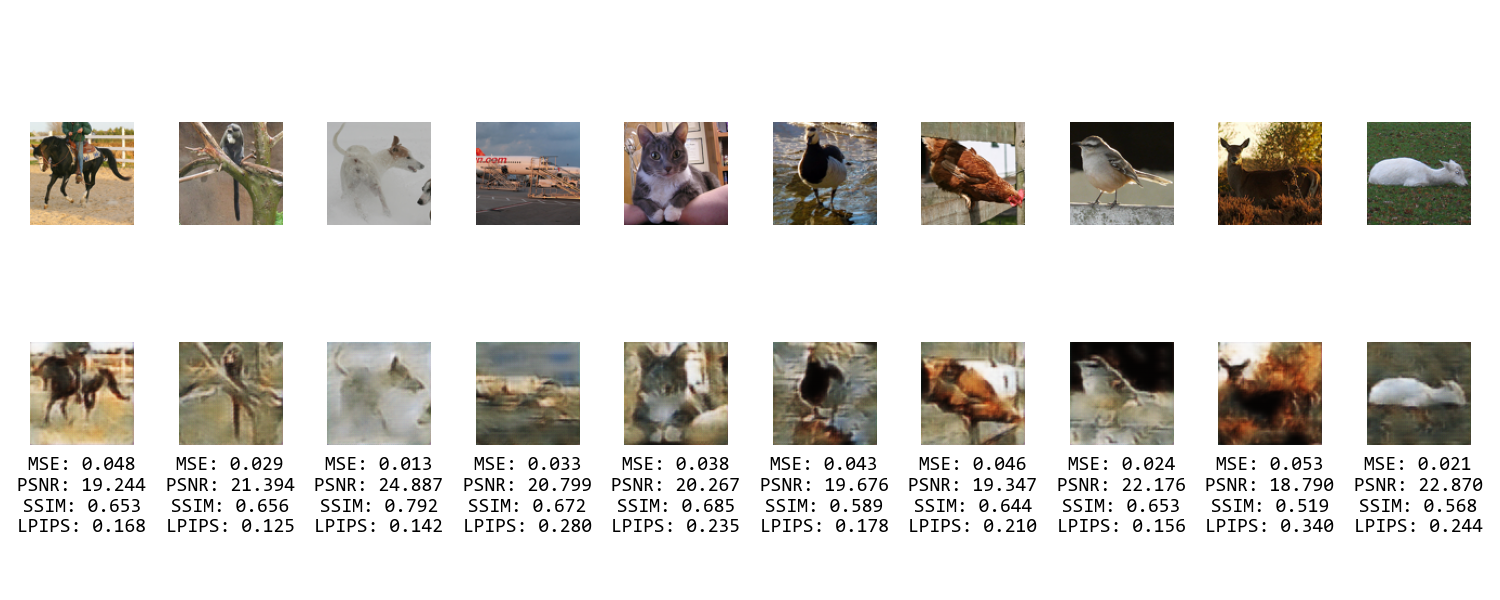 a.com
MSE: 0.048 MSE: 0.029 MSE: 0.013 MSE: 0.033 MSE: 0.038 MSE: 0.043 MSE: 0.046 MSE: 0.024 MSE: 0.053 MSE: 0.021
PSNR: 19.244 PSNR: 21.394 PSNR: 24.887 PSNR: 20.799 PSNR: 20.267 PSNR: 19.676 PSNR: 19.347 PSNR: 22.176 PSNR: 18.790 PSNR: 22.870
SSIM: 0.653 SSIM: 0.656 SSIM: 0.792 SSIM: 0.672 SSIM: 0.685 SSIM: 0.589 SSIM: 0.644 SSIM: 0.653 SSIM: 0.519 SSIM: 0.568
LPIPS: 0.168 LPIPS: 0.125 LPIPS: 0.142 LPIPS: 0.280 LPIPS: 0.235 LPIPS: 0.178 LPIPS: 0.210 LPIPS: 0.156 LPIPS: 0.340 LPIPS: 0.244